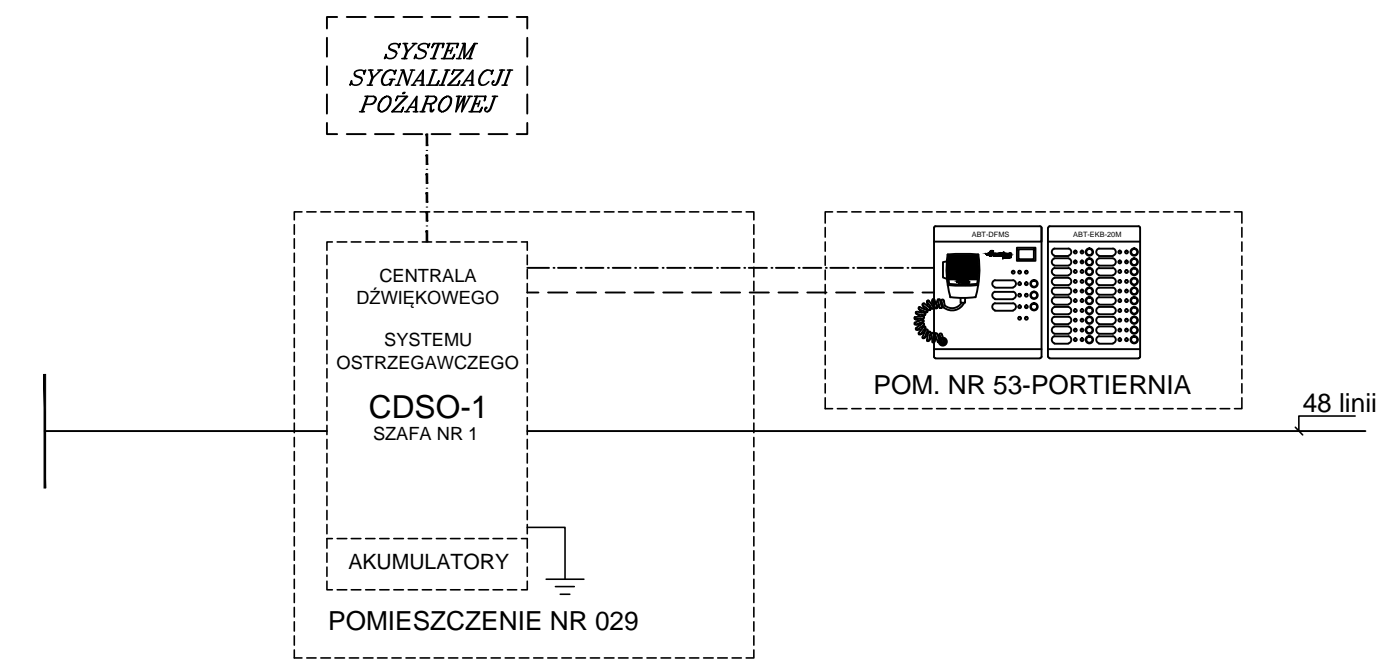 SYSTEM
SYGNALIZACJI
POŻAROWEJ
CENTRALA
DŹWIĘKOWEGO
SYSTEMU
OSTRZEGAWCZEGO
CDSO-1
SZAFA NR 1
AKUMULATORY
POMIESZCZENIE NR 029
ABT-DFMS
ABT-EKB-20M
POM. NR 53-PORTIERNIA
48 linii